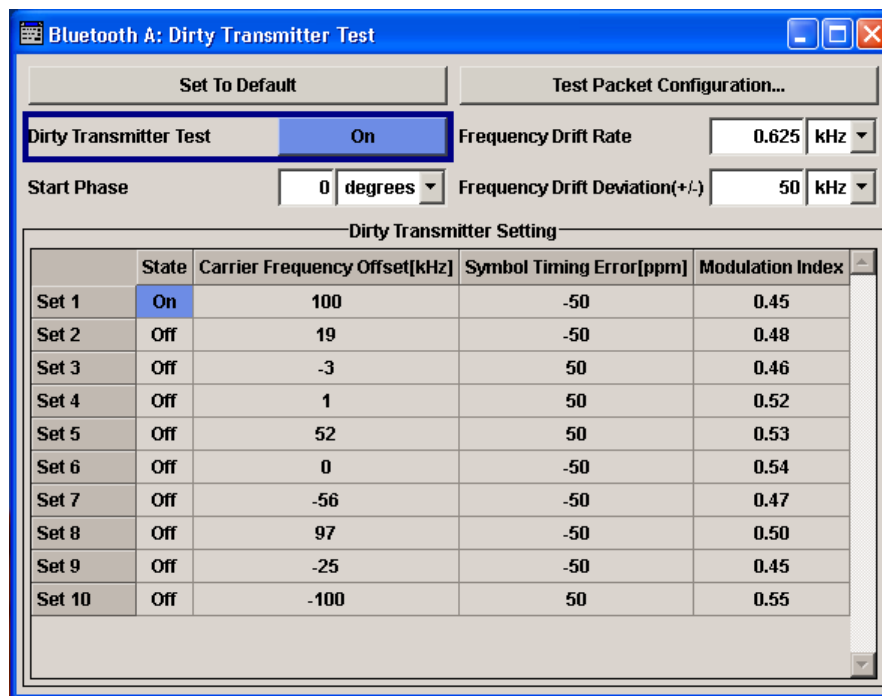 Bluetooth A: Dirty Transmitter Test
Set To Default Test Packet Configuration...
Dirty Transmitter Test On Frequency Drift Rate 0.625 kHz
Start Phase 0 degrees Frequency Drift Deviation(+/-) 50 kHz
Dirty Transmitter Setting
State Carrier Frequency Offset[kHz] Symbol Timing Error[ppm] Modulation Index
Set 1 On 100 -50 0.45
Set 2 Off 19 -50 0.48
Set 3 Off -3 50 0.46
Set 4 Off 1 50 0.52
Set 5 Off 52 50 0.53
Set 6 Off 0 -50 0.54
Set 7 Off -56 -50 0.47
Set 8 Off 97 -50 0.50
Set 9 Off -25 -50 0.45
Set 10 Off -100 50 0.55